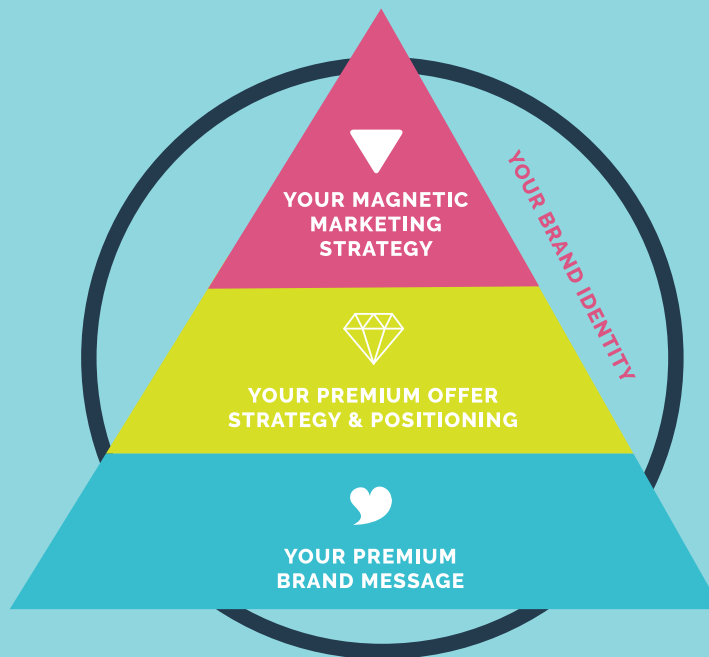 YOUR MAGNETIC
MARKETING
STRATEGY
YOUR BRAND IDENTITY
YOUR PREMIUM OFFER
STRATEGY & POSITIONING
YOUR PREMIUM
BRAND MESSAGE